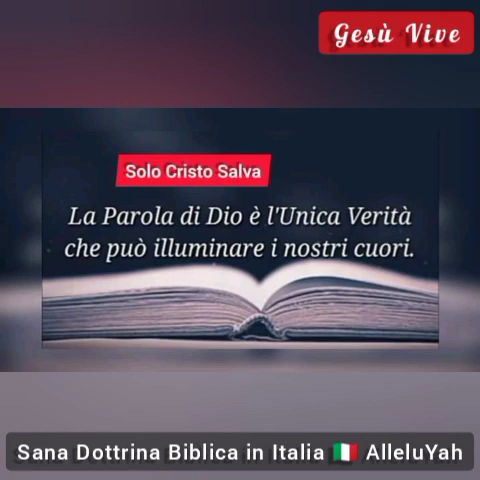 Gesù Vive
Solo Cristo Salva
La Parola di Dio è l'Unica Verità
che può illuminare i nostri cuori.
Sana Dottrina Biblica in Italia 🇮🇹 AlleluYah